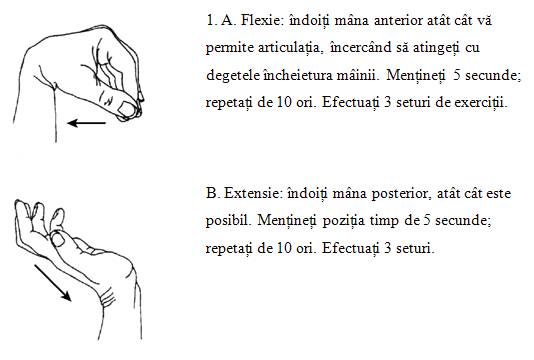 1. A. Flexie: îndoiți mâna anterior atât cât vă
permite articulația, încercând să atingeți cu
degetele încheietura mâinii. Mențineți 5 secunde;
repetați de 10 ori. Efectuați 3 seturi de exerciții.
B. Extensie: îndoiți mâna posterior, atât cât este
posibil. Mențineți poziția timp de 5 secunde;
repetați de 10 ori. Efectuați 3 seturi.